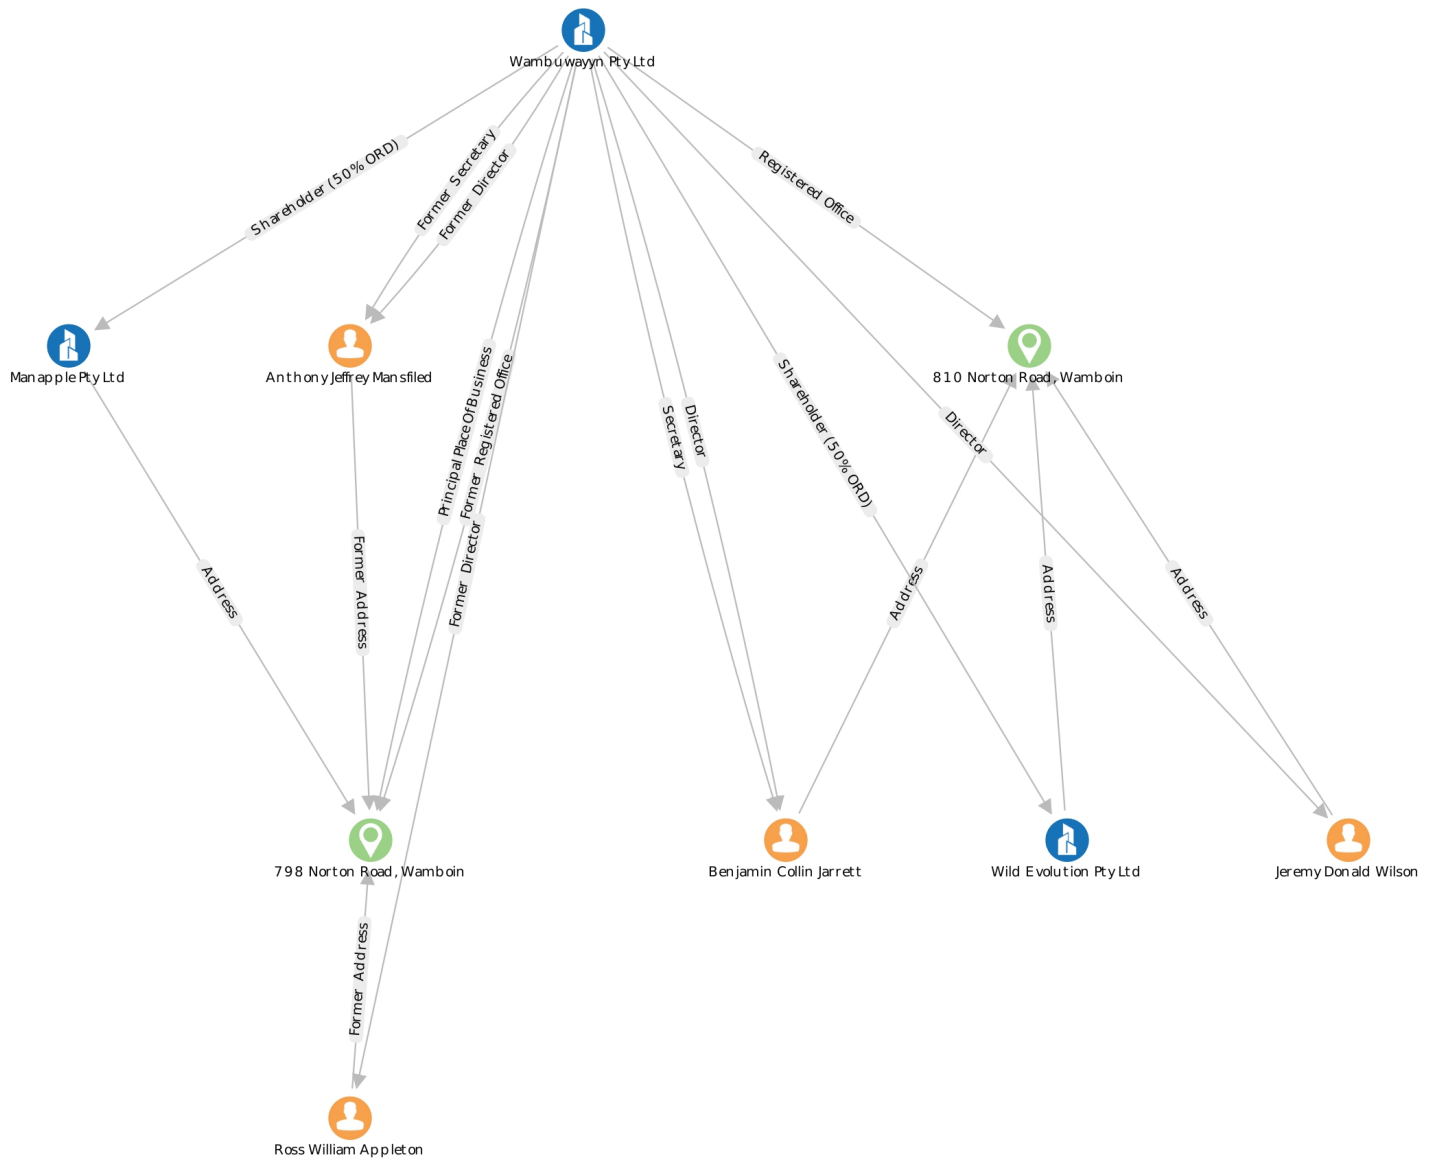 Wambuwayyn Pty Ltd
Shareholder (50% ORD)
Former Secretary
Former Director
Registered Office
Manapple Pty Ltd
Anthony Jeffrey Mansfiled
810 Norton Road, Wamboin
Principal Place Of Business
Former Registered Office
Secretary
Director
Shareholder (50% ORD)
Director
Address
Former Address
Former Director
Address
Address
Address
798 Norton Road, Wamboin
Benjamin Collin Jarrett
Wild Evolution Pty Ltd
Jeremy Donald Wilson
Former Address
Ross William Appleton